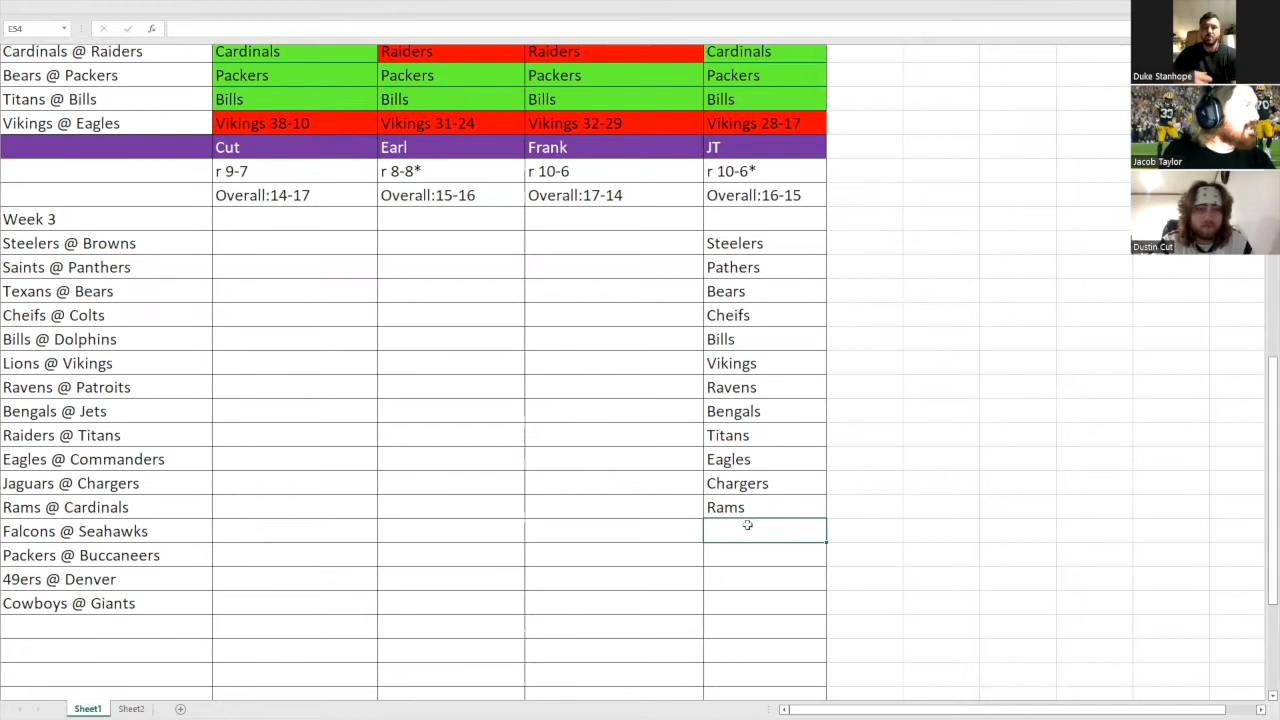 E54
Duke Stanhope
Jacob Taylor
Dustin Cut
Cardinals @ Raiders Cardinals Raiders Raiders Cardinals
Bears @ Packers Packers Packers Packers Packers
Titans @ Bills Bills Bills Bills Bills
Vikings @ Eagles Vikings 38-10 Vikings 31-24 Vikings 32-29 Vikings 28-17
Cut Earl Frank JT
r 9-7 r 8-8* r 10-6 r 10-6*
Overall:14-17 Overall:15-16 Overall:17-14 Overall:16-15
Week 3
Steelers @ Browns Steelers
Saints @ Panthers Pathers
Texans @ Bears Bears
Cheifs @ Colts Cheifs
Bills @ Dolphins Bills
Lions @ Vikings Vikings
Ravens @ Patroits Ravens
Bengals @ Jets Bengals
Raiders @ Titans Titans
Eagles @ Commanders Eagles
Jaguars @ Chargers Chargers
Rams @ Cardinals Rams
Falcons @ Seahawks
Packers @ Buccaneers
49ers @ Denver
Cowboys @ Giants
Sheet1 Sheet2